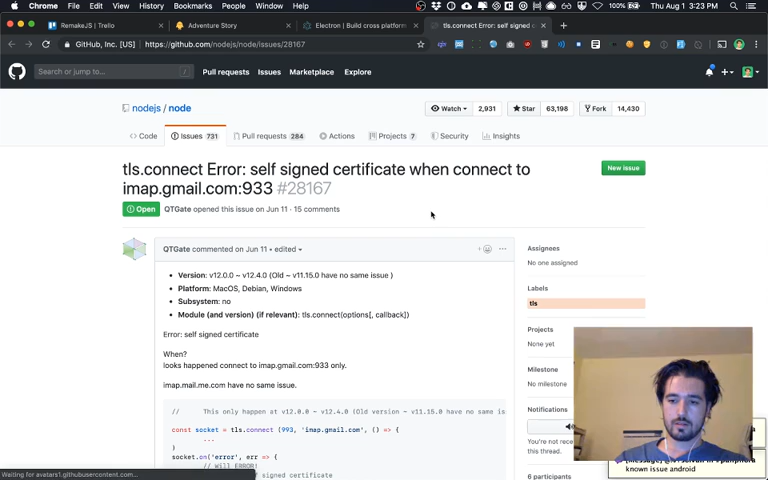 Chrome File Edit View History Bookmarks People Window Help 100% Thu Aug 1 3:23 PM
RemakeJS | Trello Adventure Story Electron | Build cross platform tls.connect Error: self signed c
GitHub, Inc. [US] https://github.com/nodejs/node/issues/28167
Search or jump to... / Pull requests Issues Marketplace Explore
nodejs / node Watch 2,931 Star 63,198 Fork 14,430
Code Issues 731 Pull requests 284 Actions Projects 7 Security Insights
tls.connect Error: self signed certificate when connect to
imap.gmail.com:933 #28167
New issue
Open QTGate opened this issue on Jun 11 · 15 comments
QTGate commented on Jun 11 • edited
Version: v12.0.0 ~ v12.4.0 (Old ~ v11.15.0 have no same issue )
Platform: MacOS, Debian, Windows
Subsystem: no
Module (and version) (if relevant): tls.connect(options[, callback])
Error: self signed certificate
When?
looks happened connect to imap.gmail.com:933 only.
imap.mail.me.com have no same issue.
// This only happen at v12.0.0 ~ v12.4.0 (Old version ~ v11.15.0 have no same is
const socket = tls.connect (993, 'imap.gmail.com', () => {
...
)
socket.on('error', err => {
// Will ERROR!
signed certificate
Assignees
No one assigned
Labels
tls
Projects
None yet
Milestone
No milestone
Notifications
You're not rece
this thread.
6 participants
known issue android
Waiting for avatars1.githubusercontent.com...